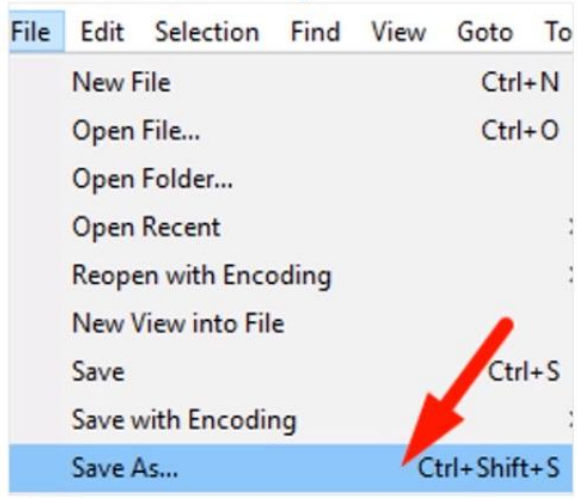 File Edit Selection Find View Goto To
New File Ctrl+N
Open File... Ctrl+O
Open Folder...
Open Recent
Reopen with Encoding
New View into File
Save Ctrl+S
Save with Encoding
Save As... Ctrl+Shift+S